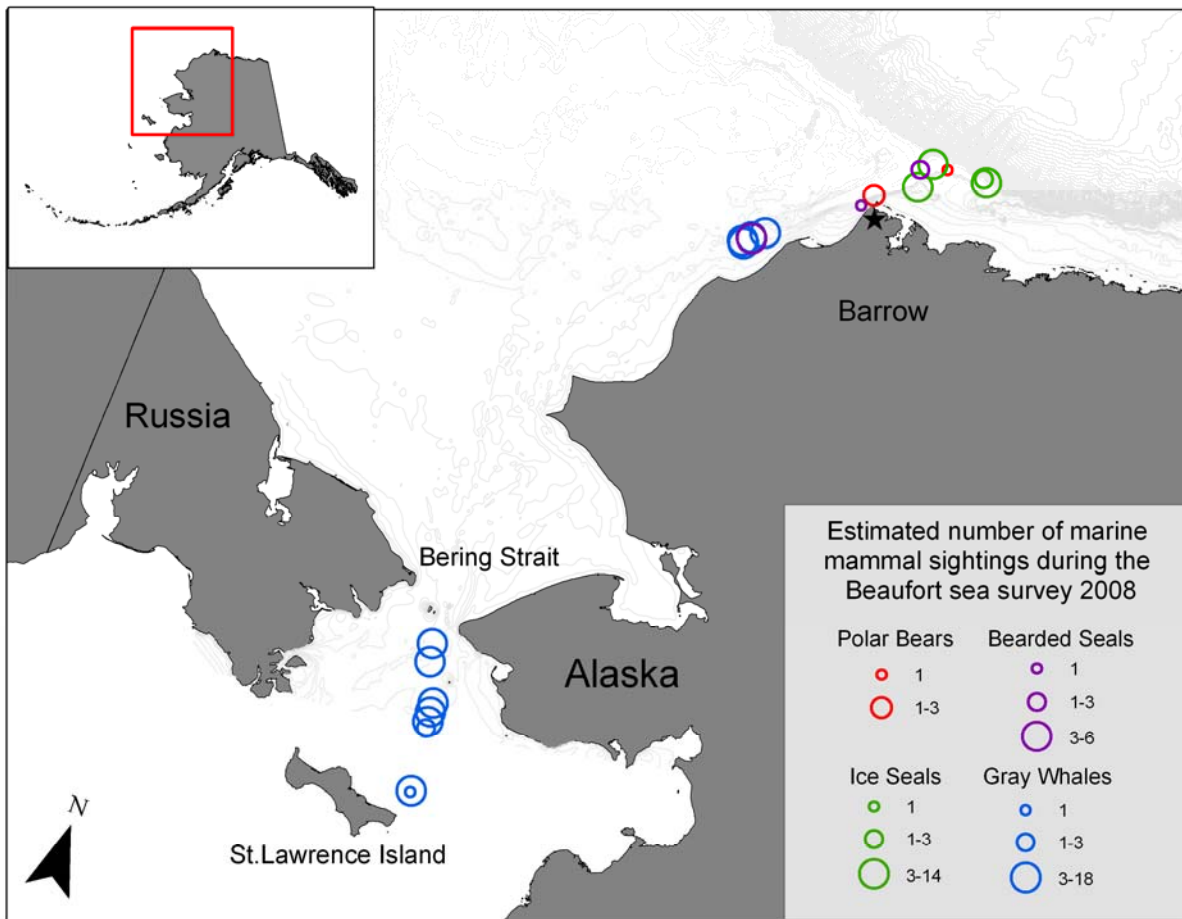 Barrow
Russia
Bering Strait
Alaska
St.Lawrence Island
N
Estimated number of marine
mammal sightings during the
Beaufort sea survey 2008
Polar Bears
1
1-3
Bearded Seals
1
1-3
3-6
Ice Seals
1
1-3
3-14
Gray Whales
1
1-3
3-18